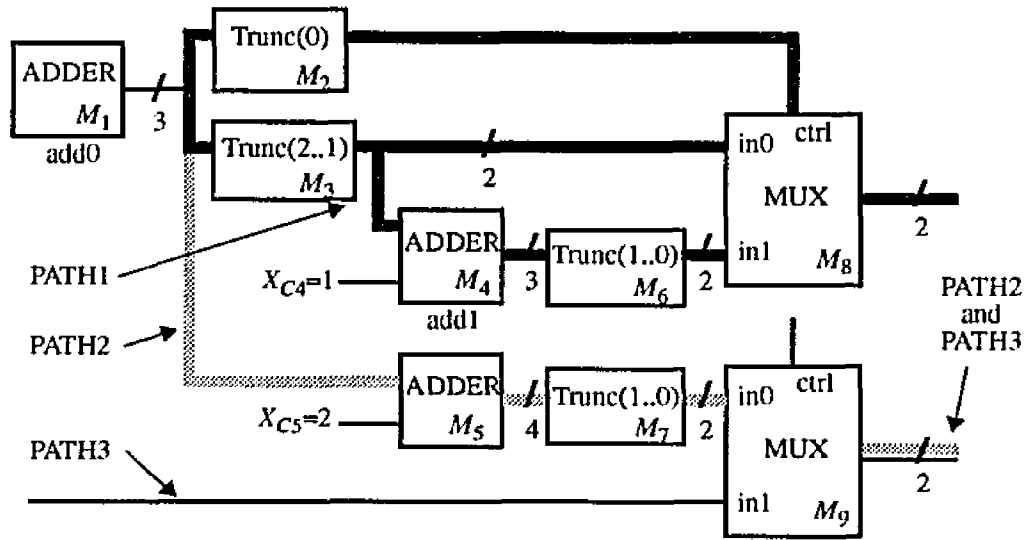 ADDER
M1
add0
3
Trunc(0)
M2
Trunc(2..1)
M3
2
ADDER
M4
add1
XC4=1
3
Trunc(1..0)
M6
2
in0
ctrl
MUX
in1
M8
2
PATH1
PATH2
PATH3
XC5=2
ADDER
M5
4
Trunc(1..0)
M7
2
in0
ctrl
MUX
in1
M9
2
PATH2
and
PATH3